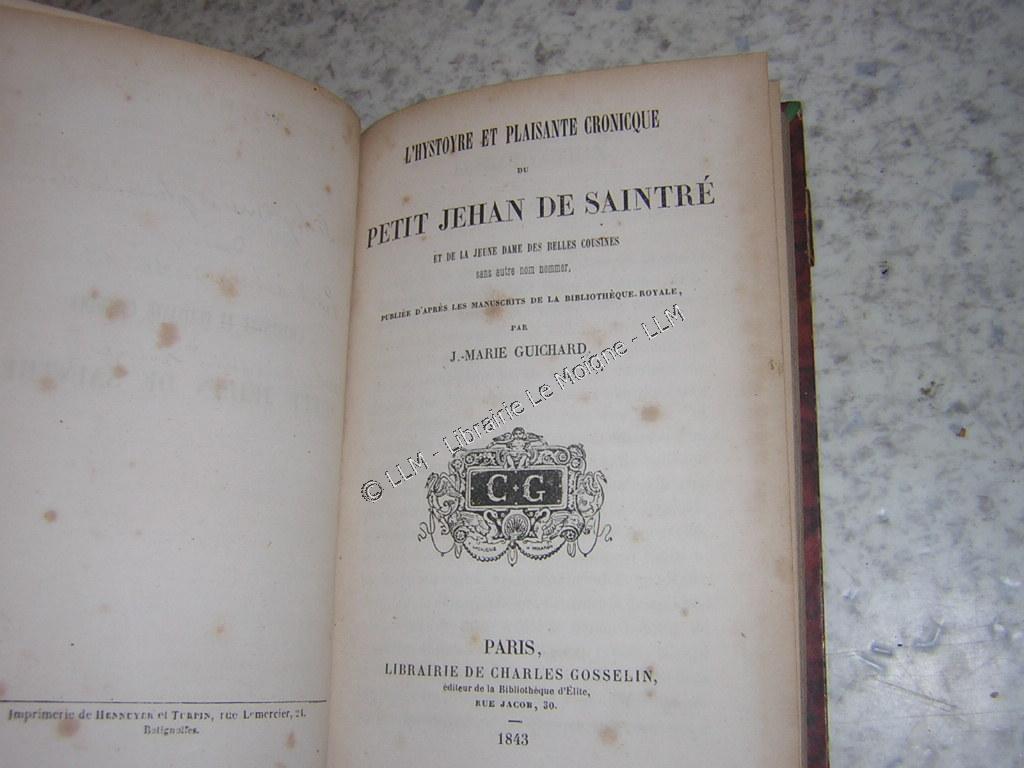 Imprimerie de HENNUYER et TURPIN, rue Lemercier, 24.
Batignolles.
L'HYSTOYRE ET PLAISANTE CRONICQUE
DU
PETIT JEHAN DE SAINTRÉ
ET DE LA JEUNE DAME DES BELLES COUSINES
sans autre nom nommer,
PUBLIÉE D'APRÈS LES MANUSCRITS DE LA BIBLIOTHÈQUE-ROYALE,
PAR
J.-MARIE GUICHARD
© LLM - Librairie Le Moigne - LLM
C·G
PARIS,
LIBRAIRIE DE CHARLES GOSSELIN,
éditeur de la Bibliothèque d'Élite,
RUE JACOB, 30.
1843